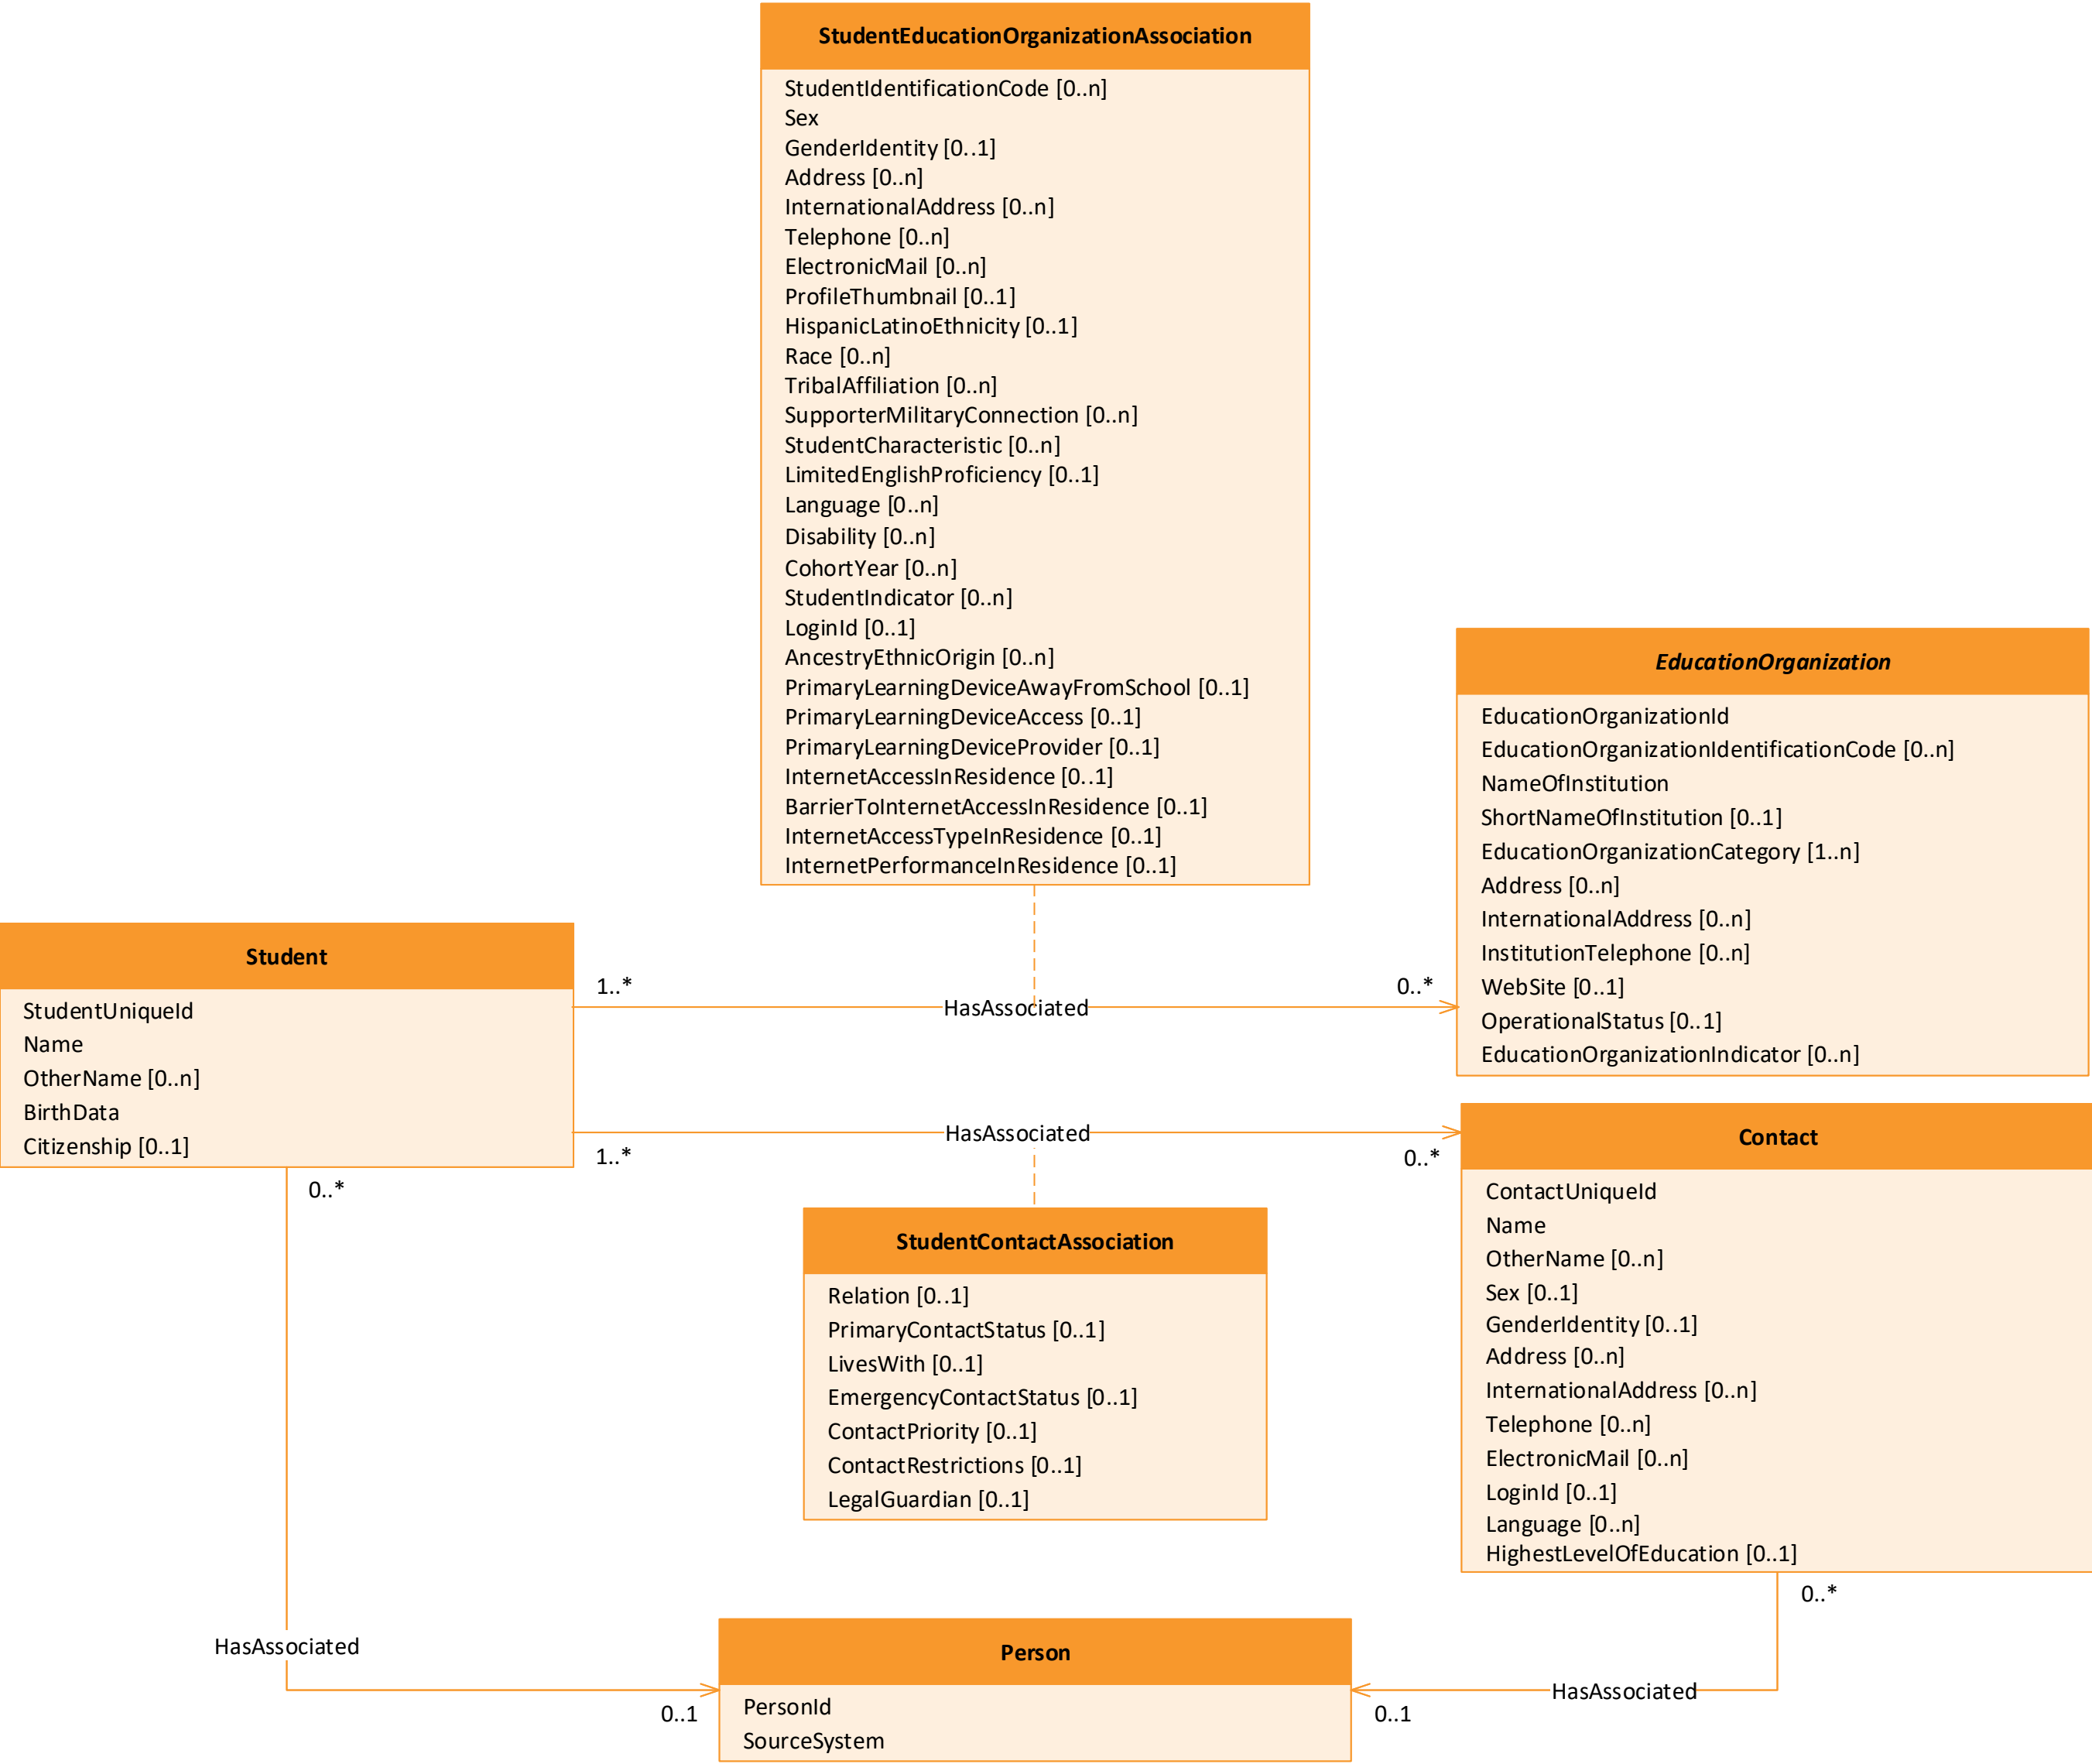 StudentEducationOrganizationAssociation
StudentIdentificationCode [0..n]
Sex
GenderIdentity [0..1]
Address [0..n]
InternationalAddress [0..n]
Telephone [0..n]
ElectronicMail [0..n]
ProfileThumbnail [0..1]
HispanicLatinoEthnicity [0..1]
Race [0..n]
TribalAffiliation [0..n]
SupporterMilitaryConnection [0..n]
StudentCharacteristic [0..n]
LimitedEnglishProficiency [0..1]
Language [0..n]
Disability [0..n]
CohortYear [0..n]
StudentIndicator [0..n]
LoginId [0..1]
AncestryEthnicOrigin [0..n]
PrimaryLearningDeviceAwayFromSchool [0..1]
PrimaryLearningDeviceAccess [0..1]
PrimaryLearningDeviceProvider [0..1]
InternetAccessInResidence [0..1]
BarrierToInternetAccessInResidence [0..1]
InternetAccessTypeInResidence [0..1]
InternetPerformanceInResidence [0..1]
EducationOrganization
EducationOrganizationId
EducationOrganizationIdentificationCode [0..n]
NameOfInstitution
ShortNameOfInstitution [0..1]
EducationOrganizationCategory [1..n]
Address [0..n]
InternationalAddress [0..n]
InstitutionTelephone [0..n]
WebSite [0..1]
OperationalStatus [0..1]
EducationOrganizationIndicator [0..n]
Student
StudentUniqueId
Name
OtherName [0..n]
BirthData
Citizenship [0..1]
1..*
HasAssociated
0..*
1..*
HasAssociated
0..*
0..*
Contact
ContactUniqueId
Name
OtherName [0..n]
Sex [0..1]
GenderIdentity [0..1]
Address [0..n]
InternationalAddress [0..n]
Telephone [0..n]
ElectronicMail [0..n]
LoginId [0..1]
Language [0..n]
HighestLevelOfEducation [0..1]
StudentContactAssociation
Relation [0..1]
PrimaryContactStatus [0..1]
LivesWith [0..1]
EmergencyContactStatus [0..1]
ContactPriority [0..1]
ContactRestrictions [0..1]
LegalGuardian [0..1]
0..*
HasAssociated
0..1
Person
PersonId
SourceSystem
HasAssociated
0..1